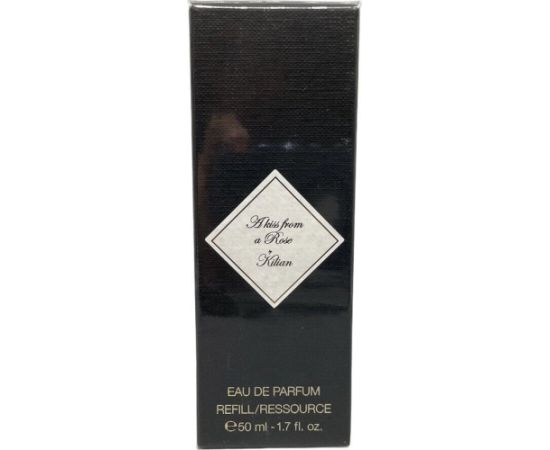 A kiss from
a Rose
Kilian
EAU DE PARFUM
REFILL/RESSOURCE
℮50 ml - 1.7 fl. oz.